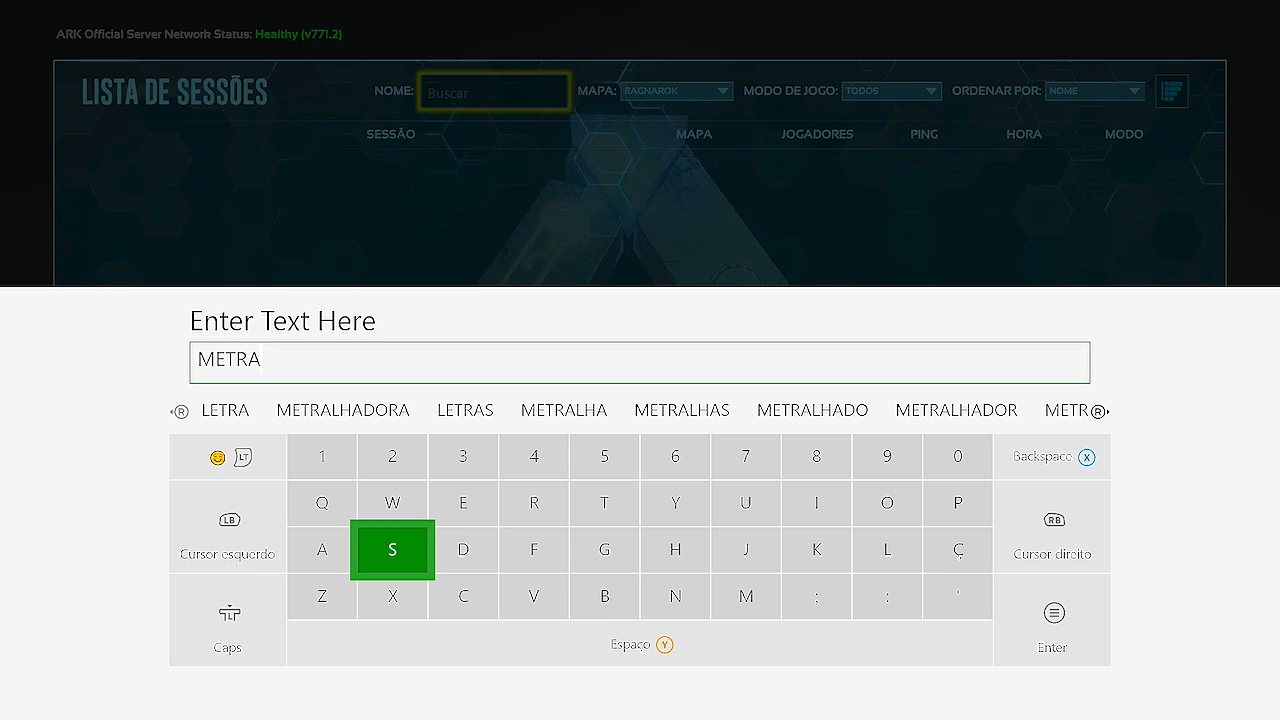 ARK Official Server Network Status: Healthy (v771.2)
LISTA DE SESSÕES NOME: Buscar MAPA: RAGNAROK MODO DE JOGO: TODOS ORDENAR POR: NOME
SESSÃO MAPA JOGADORES PING HORA MODO
Enter Text Here
METRA
R LETRA METRALHADORA LETRAS METRALHA METRALHAS METRALHADO METRALHADOR METR R
LT 1 2 3 4 5 6 7 8 9 0 Backspace X
Q W E R T Y U I O P
LB RB
Cursor esquerdo A S D F G H J K L Ç Cursor direito
Z X C V B N M ; : '
LT
Caps Espaço Y Enter